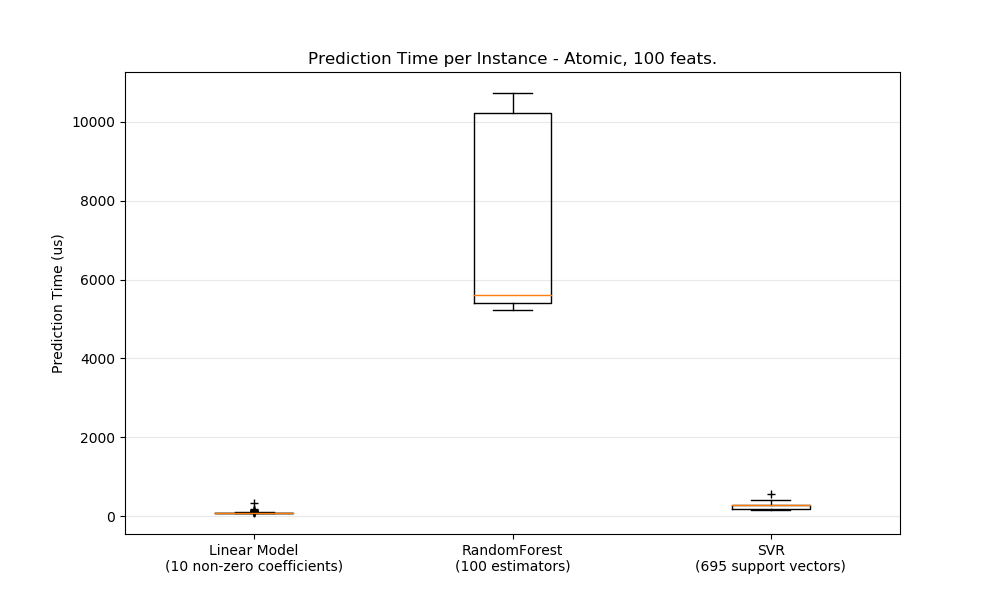 Prediction Time per Instance - Atomic, 100 feats.
Prediction Time (us)
10000
8000
6000
4000
2000
0
Linear Model
(10 non-zero coefficients)
RandomForest
(100 estimators)
SVR
(695 support vectors)